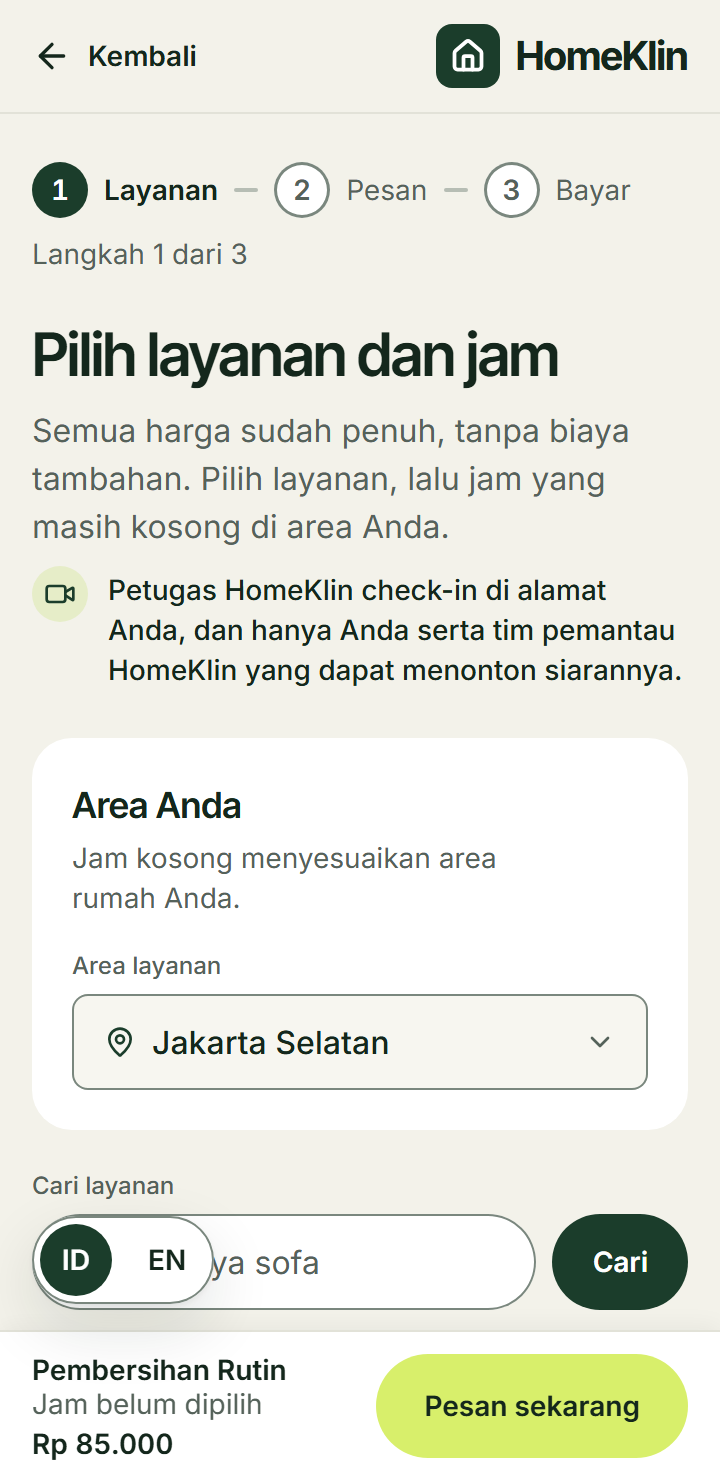 Kembali
HomeKlin
1 Layanan 2 Pesan 3 Bayar
Langkah 1 dari 3
Pilih layanan dan jam
Semua harga sudah penuh, tanpa biaya
tambahan. Pilih layanan, lalu jam yang
masih kosong di area Anda.
Petugas HomeKlin check-in di alamat
Anda, dan hanya Anda serta tim pemantau
HomeKlin yang dapat menonton siarannya.
Area Anda
Jam kosong menyesuaikan area
rumah Anda.
Area layanan
Jakarta Selatan
Cari layanan
ID EN sofa Cari
Pembersihan Rutin
Jam belum dipilih
Rp 85.000
Pesan sekarang